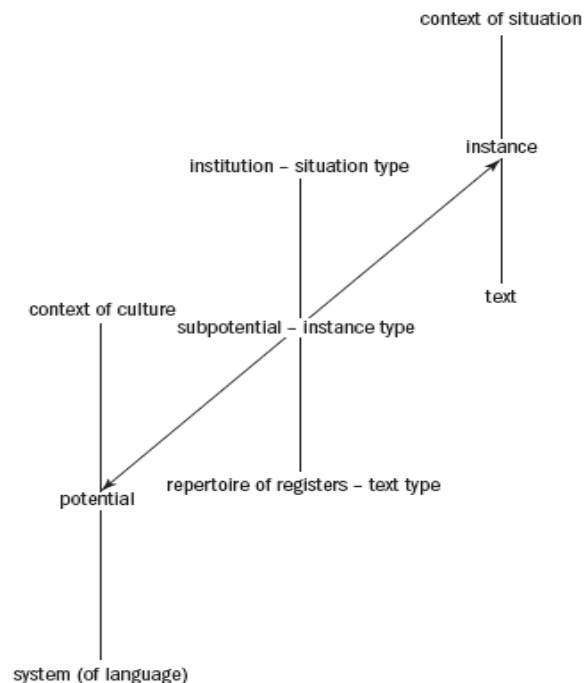 context of situation
instance
institution – situation type
text
context of culture
subpotential – instance type
repertoire of registers – text type
potential
system (of language)